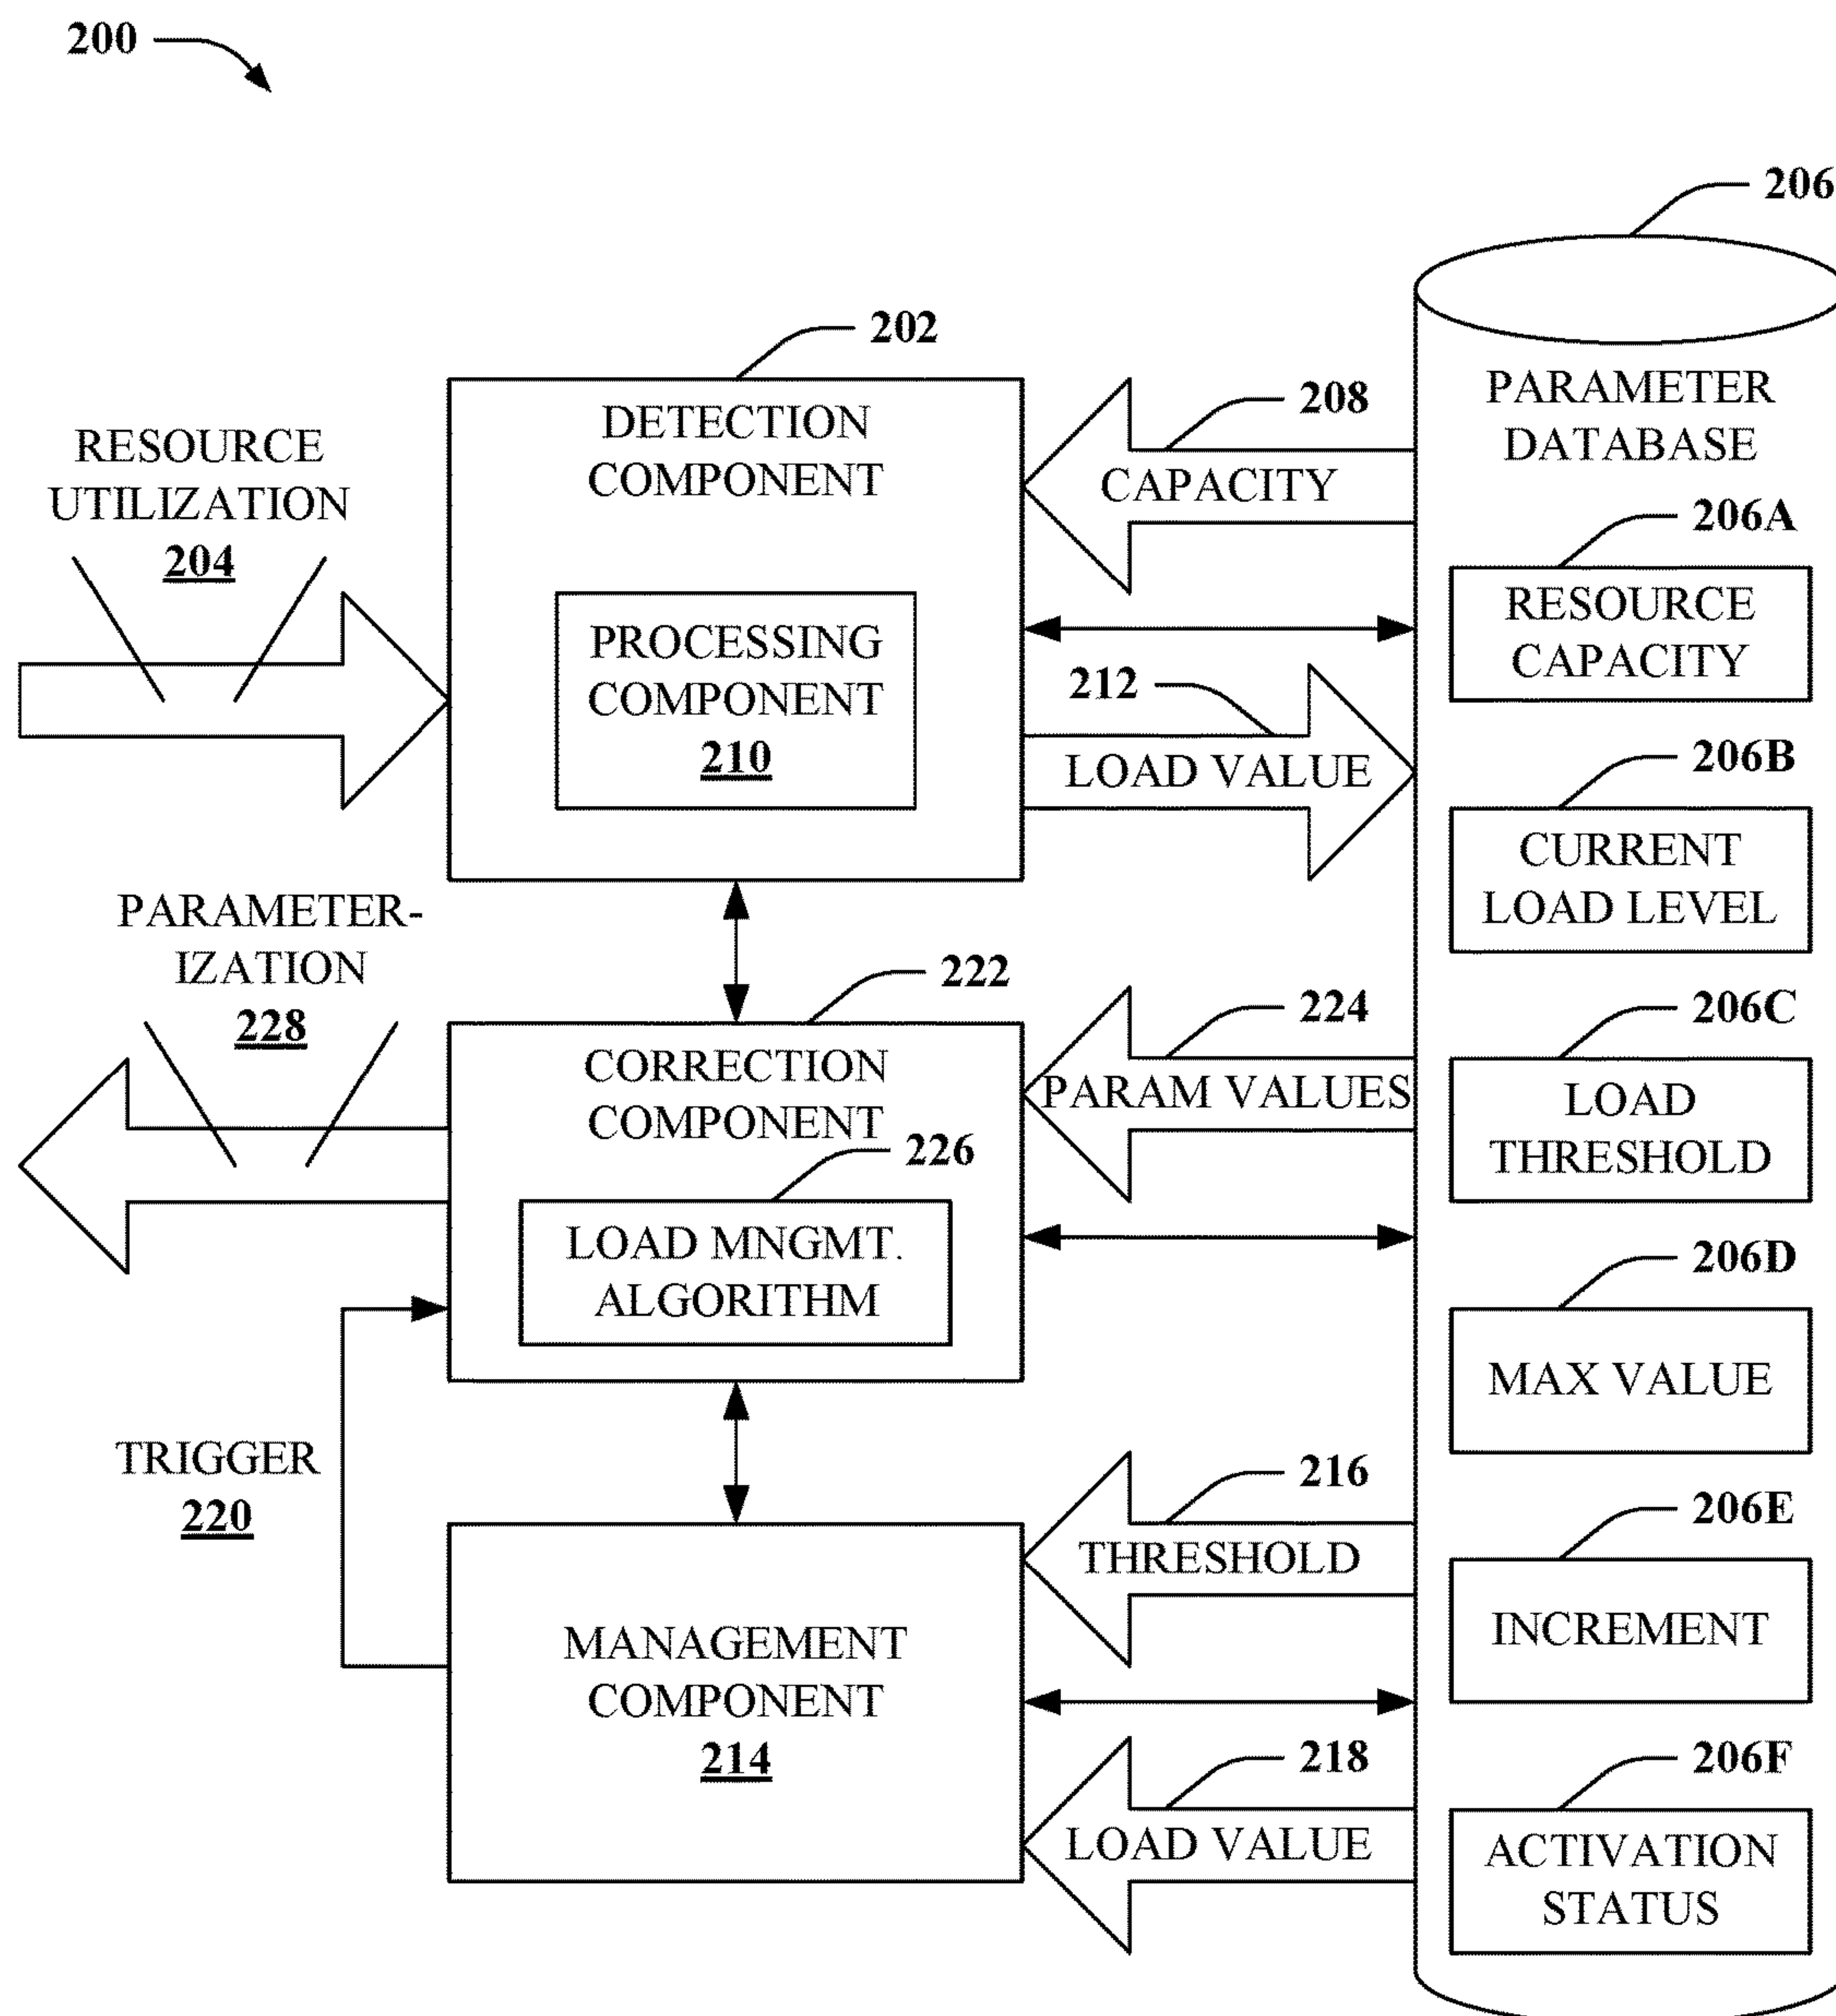 200
206
202
DETECTION
COMPONENT
208
CAPACITY
PARAMETER
DATABASE
RESOURCE
UTILIZATION
204
206A
RESOURCE
CAPACITY
PROCESSING
COMPONENT
210
212
LOAD VALUE
206B
CURRENT
LOAD LEVEL
PARAMETER-
IZATION
228
222
CORRECTION
COMPONENT
224
PARAM VALUES
206C
LOAD
THRESHOLD
226
LOAD MNGMT.
ALGORITHM
206D
MAX VALUE
TRIGGER
220
216
THRESHOLD
206E
INCREMENT
MANAGEMENT
COMPONENT
214
218
LOAD VALUE
206F
ACTIVATION
STATUS